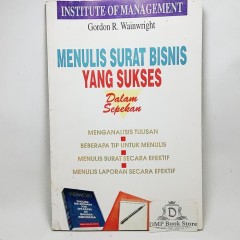 INSTITUTE OF MANAGEMENT
Gordon R. Wainwright
MENULIS SURAT BISNIS
YANG SUKSES
Dalam
Sepekan
MENGANALISIS TULISAN
BEBERAPA TIP UNTUK MENULIS
MENULIS SURAT SECARA EFEKTIF
MENULIS LAPORAN SECARA EFEKTIF
DMP Book Store